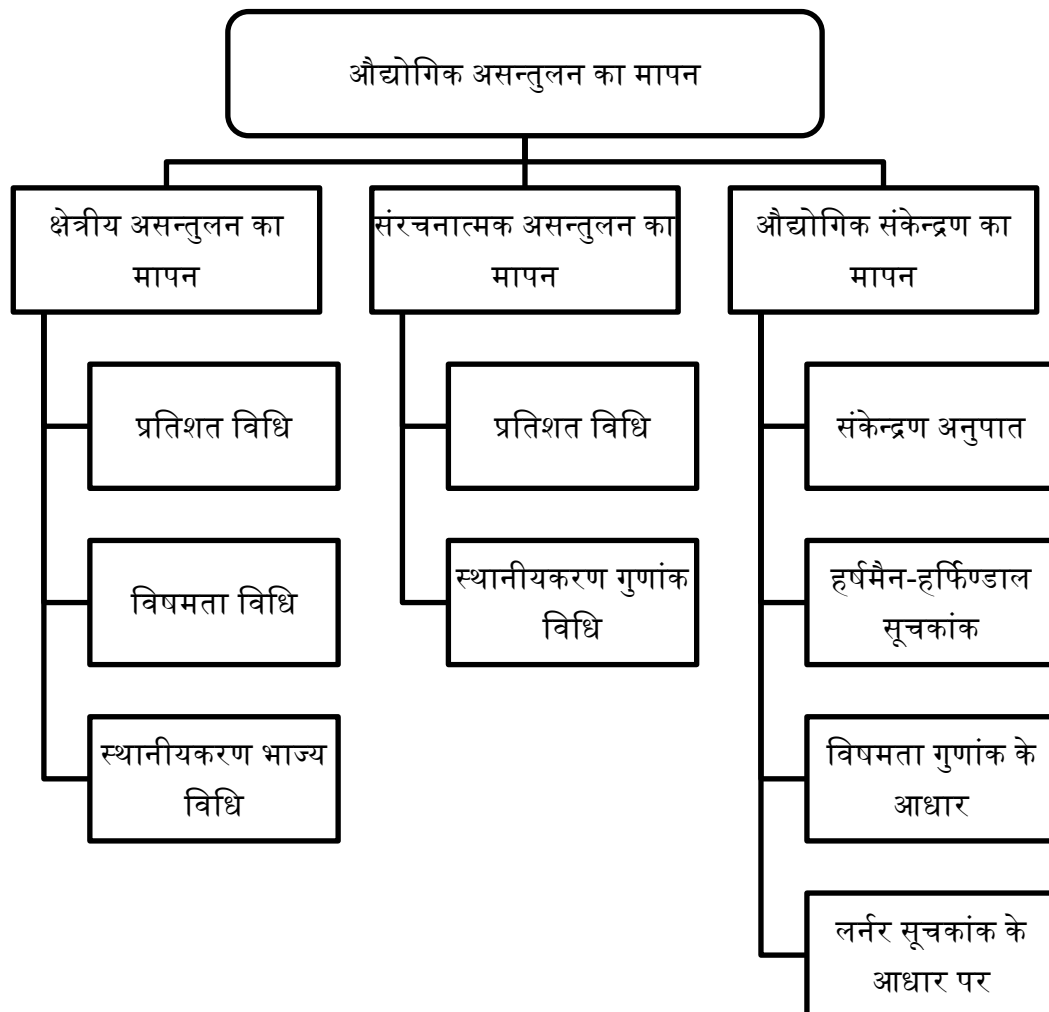 औद्योगिक असन्तुलन का मापन
क्षेत्रीय असन्तुलन का
मापन
प्रतिशत विधि
विषमता विधि
स्थानीयकरण भाज्य
विधि
संरचनात्मक असन्तुलन का
मापन
प्रतिशत विधि
स्थानीयकरण गुणांक
विधि
औद्योगिक संकेन्द्रण का
मापन
संकेन्द्रण अनुपात
हर्षमैन-हर्फिण्डाल
सूचकांक
विषमता गुणांक के
आधार
लर्नर सूचकांक के
आधार पर